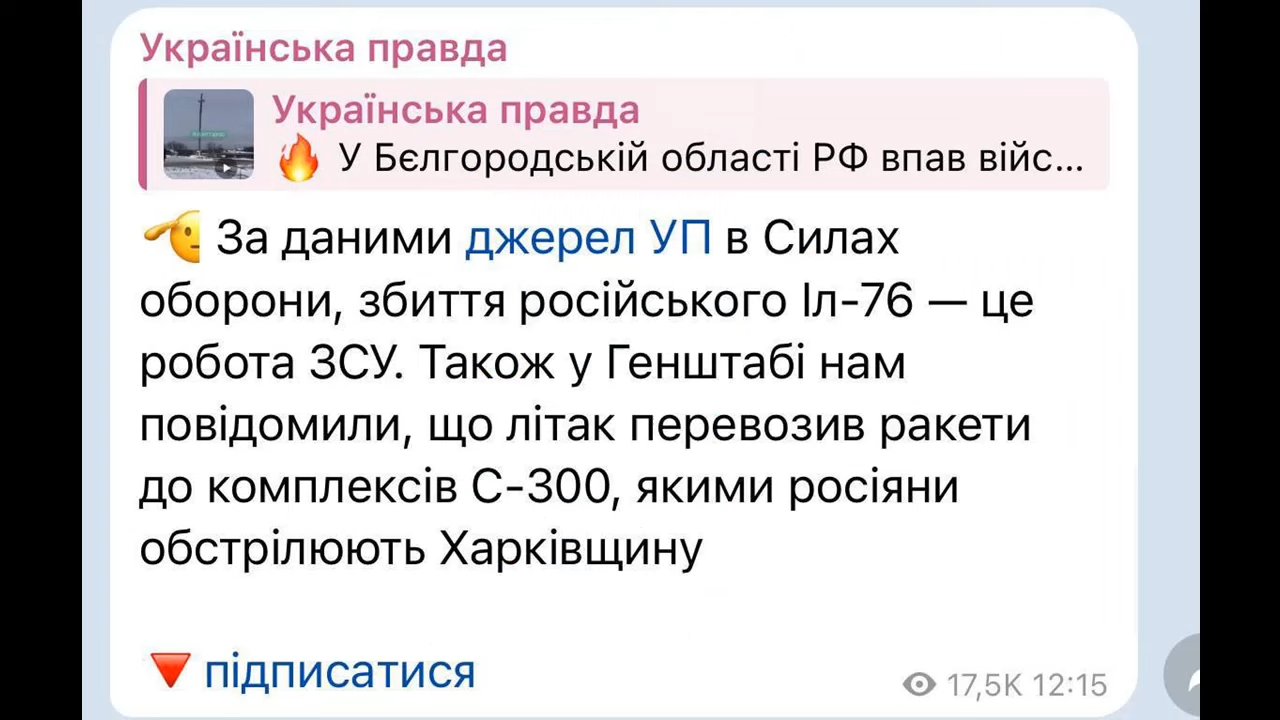 Українська правда
Українська правда
🔥 У Бєлгородській області РФ впав війс...
За даними джерел УП в Силах
оборони, збиття російського Іл-76 — це
робота ЗСУ. Також у Генштабі нам
повідомили, що літак перевозив ракети
до комплексів С-300, якими росіяни
обстрілюють Харківщину
🔻 підписатися
17,5K 12:15